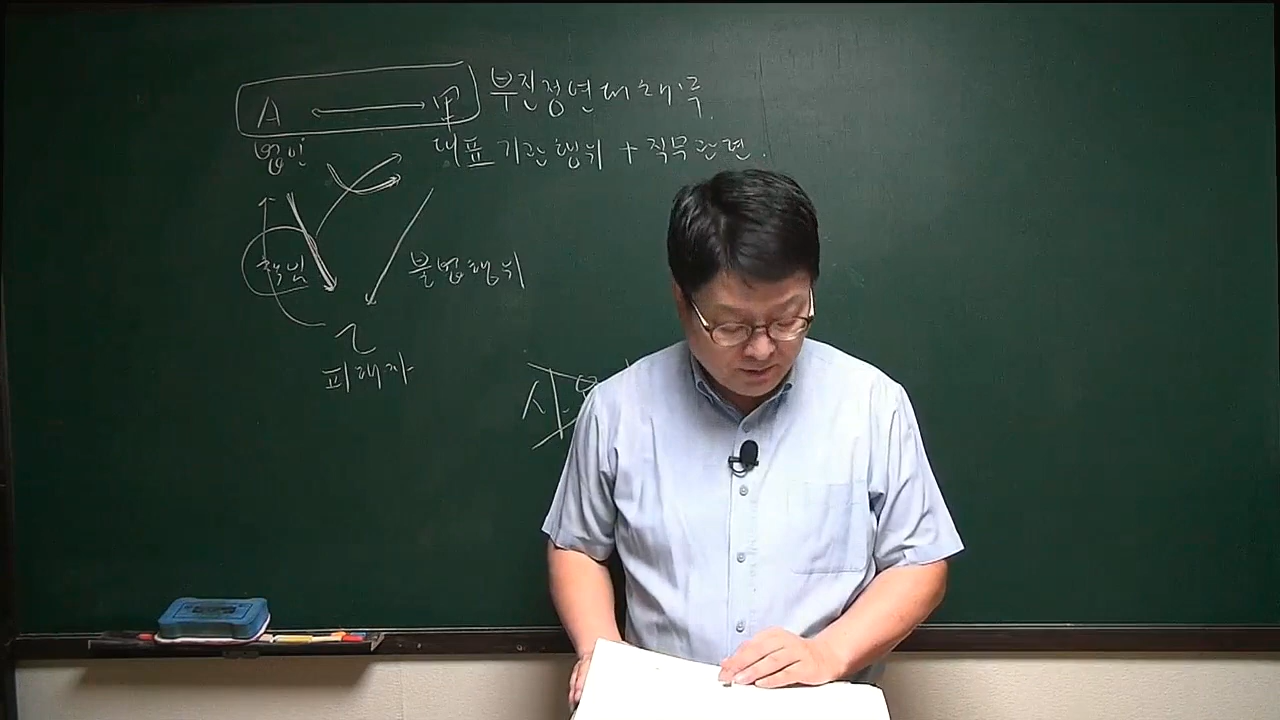 A ↔ 甲 부진정연대채무.
법인 대표기관행위 + 직무관련.
책임 불법행위
乙
피해자